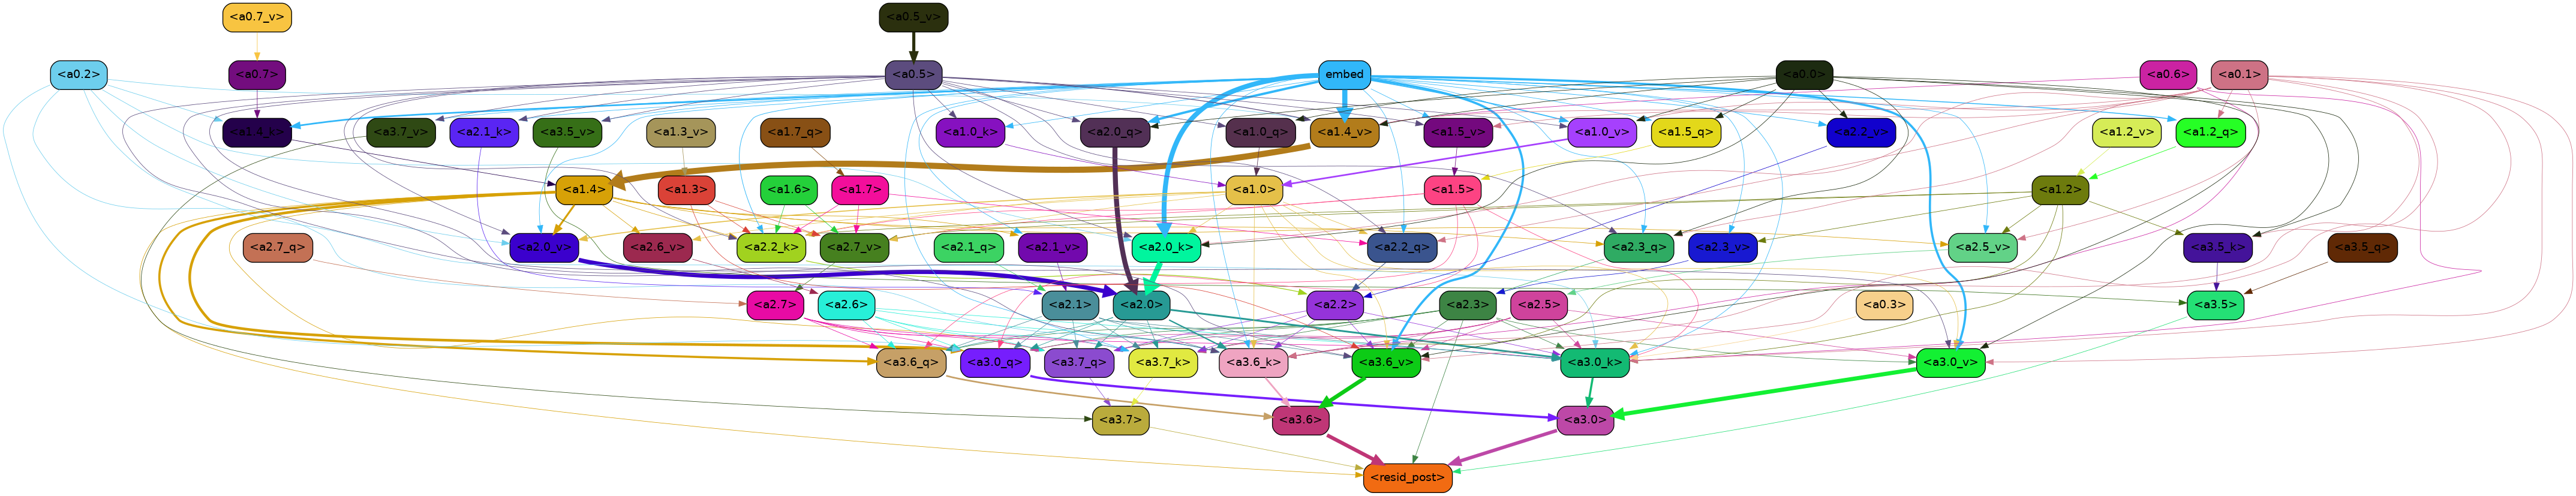 <a0.7_v> <a0.5_v>
<a0.2> <a0.7> <a0.5> embed <a0.0> <a0.6> <a0.1>
<a1.4_k> <a3.7_v> <a2.1_k> <a3.5_v> <a1.3_v> <a1.7_q> <a1.0_k> <a2.0_q> <a1.0_q> <a1.4_v> <a1.5_v> <a1.0_v> <a1.5_q> <a2.2_v> <a1.2_v> <a1.2_q>
<a1.4> <a1.3> <a1.6> <a1.7> <a1.0> <a1.5> <a1.2>
<a2.7_q> <a2.0_v> <a2.6_v> <a2.2_k> <a2.7_v> <a2.1_q> <a2.1_v> <a2.0_k> <a2.2_q> <a2.3_q> <a2.3_v> <a2.5_v> <a3.5_k> <a3.5_q>
<a2.7> <a2.6> <a2.1> <a2.0> <a2.2> <a2.3> <a2.5> <a0.3> <a3.5>
<a3.6_q> <a3.0_q> <a3.7_q> <a3.7_k> <a3.6_k> <a3.6_v> <a3.0_k> <a3.0_v>
<a3.7> <a3.6> <a3.0>
<resid_post>